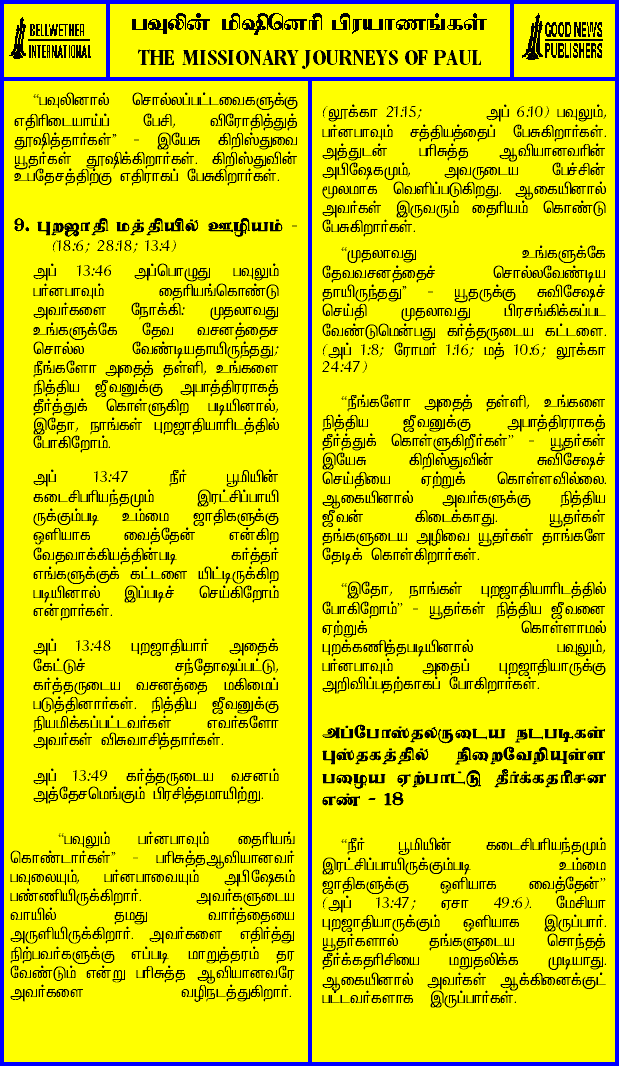 BELLWETHER
INTERNATIONAL
பவுலின் மிஷினெரி பிரயாணங்கள்
THE MISSIONARY JOURNEYS OF PAUL
GOOD NEWS
PUBLISHERS
“பவுலினால் சொல்லப்பட்டவைகளுக்கு
எதிரிடையாய்ப் பேசி, விரோதித்துத்
தூஷித்தார்கள்” - இயேசு கிறிஸ்துவை
யூதர்கள் தூஷிக்கிறார்கள். கிறிஸ்துவின்
உபதேசத்திற்கு எதிராகப் பேசுகிறார்கள்.
9. புறஜாதி மத்தியில் ஊழியம் -
(18:6; 28:18; 13:4)
அப் 13:46 அப்பொழுது பவுலும்
பர்னபாவும் தைரியங்கொண்டு
அவர்களை நோக்கி: முதலாவது
உங்களுக்கே தேவ வசனத்தைச
சொல்ல வேண்டியதாயிருந்தது;
நீங்களோ அதைத் தள்ளி, உங்களை
நித்திய ஜீவனுக்கு அபாத்திரராகத்
தீர்த்துக் கொள்ளுகிற படியினால்,
இதோ, நாங்கள் புறஜாதியாரிடத்தில்
போகிறோம்.
அப் 13:47 நீர் பூமியின்
கடைசிபரியந்தமும் இரட்சிப்பாயி
ருக்கும்படி உம்மை ஜாதிகளுக்கு
ஒளியாக வைத்தேன் என்கிற
வேதவாக்கியத்தின்படி கர்த்தர்
எங்களுக்குக் கட்டளை யிட்டிருக்கிற
படியினால் இப்படிச் செய்கிறோம்
என்றார்கள்.
அப் 13:48 புறஜாதியார் அதைக்
கேட்டுச் சந்தோஷப்பட்டு,
கர்த்தருடைய வசனத்தை மகிமைப்
படுத்தினார்கள். நித்திய ஜீவனுக்கு
நியமிக்கப்பட்டவர்கள் எவர்களோ
அவர்கள் விசுவாசித்தார்கள்.
அப் 13:49 கர்த்தருடைய வசனம்
அத்தேசமெங்கும் பிரசித்தமாயிற்று.
“பவுலும் பர்னபாவும் தைரியங்
கொண்டார்கள்” - பரிசுத்தஆவியானவர்
பவுலையும், பர்னபாவையும் அபிஷேகம்
பண்ணியிருக்கிறார். அவர்களுடைய
வாயில் தமது வார்த்தையை
அருளியிருக்கிறார். அவர்களை எதிர்த்து
நிற்பவர்களுக்கு எப்படி மாறுத்தரம் தர
வேண்டும் என்று பரிசுத்த ஆவியானவரே
அவர்களை வழிநடத்துகிறார்.
(லூக்கா 21:15; அப் 6:10) பவுலும்,
பர்னபாவும் சத்தியத்தைப் பேசுகிறார்கள்.
அத்துடன் பரிசுத்த ஆவியானவரின்
அபிஷேகமும், அவருடைய பேச்சின்
மூலமாக வெளிப்படுகிறது. ஆகையினால்
அவர்கள் இருவரும் தைரியம் கொண்டு
பேசுகிறார்கள்.
“முதலாவது உங்களுக்கே
தேவவசனத்தைச் சொல்லவேண்டிய
தாயிருந்தது” - யூதருக்கு சுவிசேஷச்
செய்தி முதலாவது பிரசங்கிக்கப்பட
வேண்டுமென்பது கர்த்தருடைய கட்டளை.
(அப் 1:8; ரோமர் 1:16; மத் 10:6; லூக்கா
24:47)
“நீங்களோ அதைத் தள்ளி, உங்களை
நித்திய ஜீவனுக்கு அபாத்திரராகத்
தீர்த்துக் கொள்ளுகிறீர்கள்” - யூதர்கள்
இயேசு கிறிஸ்துவின் சுவிசேஷச்
செய்தியை ஏற்றுக் கொள்ளவில்லை.
ஆகையினால் அவர்களுக்கு நித்திய
ஜீவன் கிடைக்காது. யூதர்கள்
தங்களுடைய அழிவை யூதர்கள் தாங்களே
தேடிக் கொள்கிறார்கள்.
“இதோ, நாங்கள் புறஜாதியாரிடத்தில்
போகிறோம்” - யூதர்கள் நித்திய ஜீவனை
ஏற்றுக் கொள்ளாமல்
புறக்கணித்தபடியினால் பவுலும்,
பர்னபாவும் அதைப் புறஜாதியாருக்கு
அறிவிப்பதற்காகப் போகிறார்கள்.
அப்போஸ்தலருடைய நடபடிகள்
புஸ்தகத்தில் நிறைவேறியுள்ள
பழைய ஏற்பாட்டு தீர்க்கதரிசன
எண் - 18
“நீர் பூமியின் கடைசிபரியந்தமும்
இரட்சிப்பாயிருக்கும்படி உம்மை
ஜாதிகளுக்கு ஒளியாக வைத்தேன்”
(அப் 13:47; ஏசா 49:6). மேசியா
புறஜாதியாருக்கும் ஒளியாக இருப்பார்.
யூதர்களால் தங்களுடைய சொந்தத்
தீர்க்கதரிசியை மறுதலிக்க முடியாது.
ஆகையினால் அவர்கள் ஆக்கினைக்குட்
பட்டவர்களாக இருப்பார்கள்.